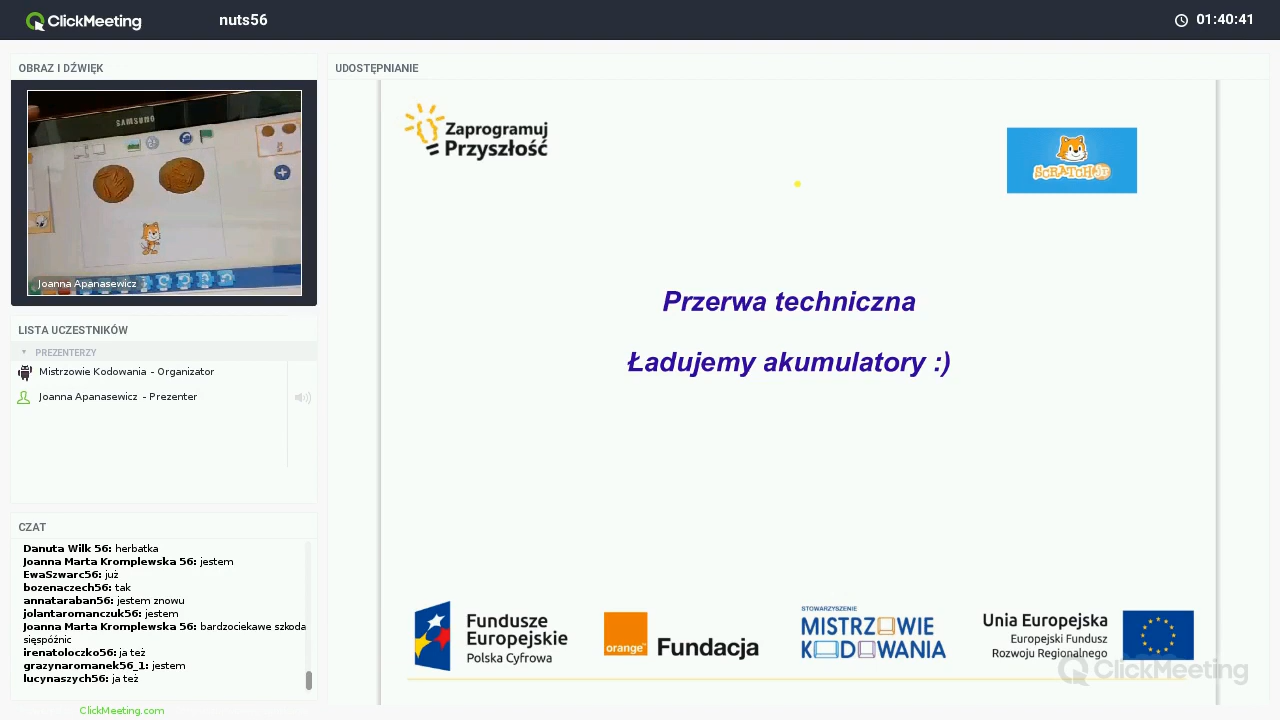 ClickMeeting
nuts56
01:40:41
OBRAZ I DŹWIĘK
SAMSUNG
Joanna Apanasewicz
LISTA UCZESTNIKÓW
PREZENTERZY
Mistrzowie Kodowania - Organizator
Joanna Apanasewicz - Prezenter
CZAT
Danuta Wilk 56: herbatka
Joanna Marta Kromplewska 56: jestem
EwaSzwarc56: już
bozenaczech56: tak
annataraban56: jestem znowu
jolantaromanczuk56: jestem
Joanna Marta Kromplewska 56: bardzociekawe szkoda
sięspóźnic
irenatoloczko56: ja też
grazynaromanek56_1: jestem
lucynaszych56: ja też
ClickMeeting.com
UDOSTĘPNIANIE
Zaprogramuj
Przyszłość
SCRATCH Jr
Przerwa techniczna
Ładujemy akumulatory :)
Fundusze
Europejskie
Polska Cyfrowa
orange
Fundacja
STOWARZYSZENIE
MISTRZOWIE
KODOWANIA
Unia Europejska
Europejski Fundusz
Rozwoju Regionalnego
ClickMeeting